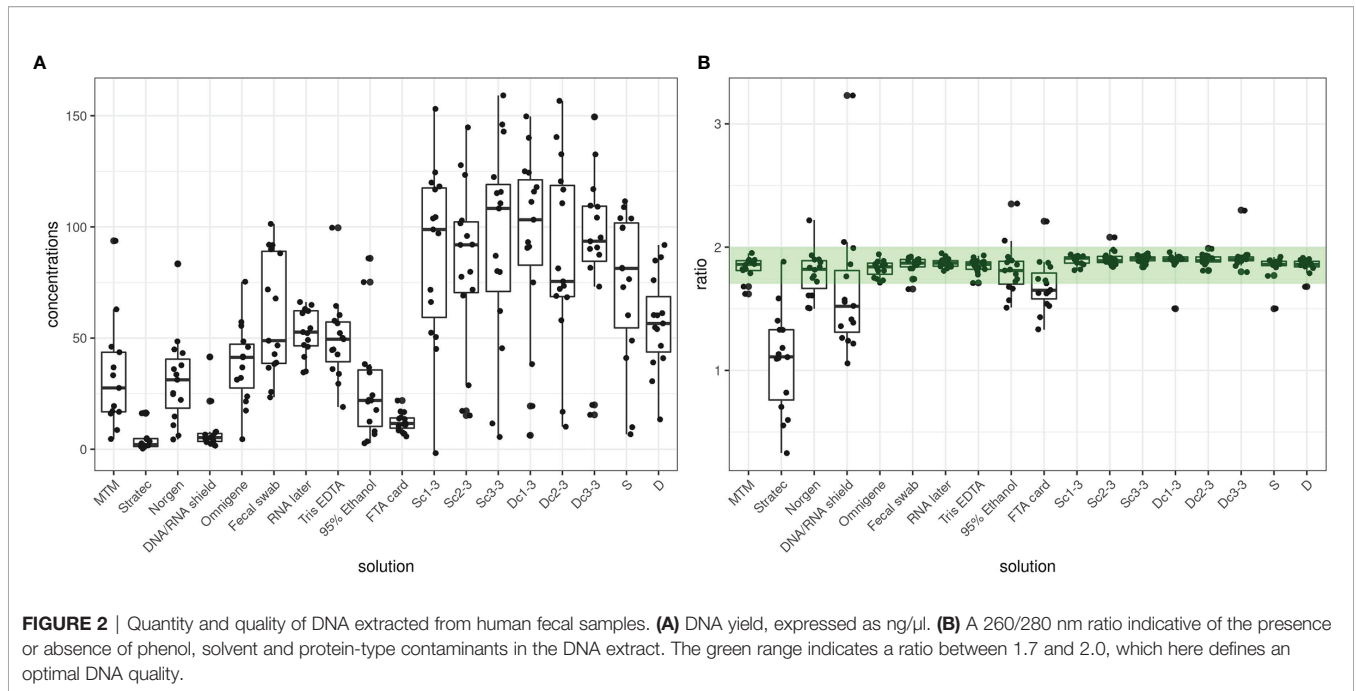 A
B
concentrations
150
100
50
0
MTM
Stratec
Norgen
DNA/RNA shield
Omnigene
Fecal swab
RNA later
Tris EDTA
95% Ethanol
FTA card
Sc1-3
Sc2-3
Sc3-3
Dc1-3
Dc2-3
Dc3-3
S
D
solution
ratio
3
2
1
MTM
Stratec
Norgen
DNA/RNA shield
Omnigene
Fecal swab
RNA later
Tris EDTA
95% Ethanol
FTA card
Sc1-3
Sc2-3
Sc3-3
Dc1-3
Dc2-3
Dc3-3
S
D
solution
FIGURE 2 | Quantity and quality of DNA extracted from human fecal samples. (A) DNA yield, expressed as ng/µl. (B) A 260/280 nm ratio indicative of the presence
or absence of phenol, solvent and protein-type contaminants in the DNA extract. The green range indicates a ratio between 1.7 and 2.0, which here defines an
optimal DNA quality.